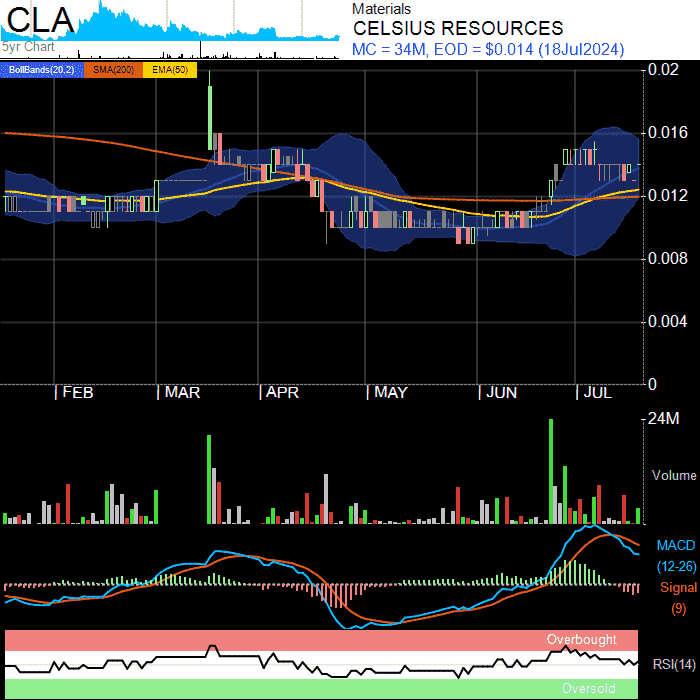 CLA
5yr Chart
Materials
CELSIUS RESOURCES
MC = 34M, EOD = $0.014 (18Jul2024)
BollBands(20,2) SMA(200) EMA(50)
0.02
0.016
0.012
0.008
0.004
0
FEB MAR APR MAY JUN JUL
24M
Volume
MACD
(12-26)
Signal
(9)
Overbought
RSI(14)
Oversold